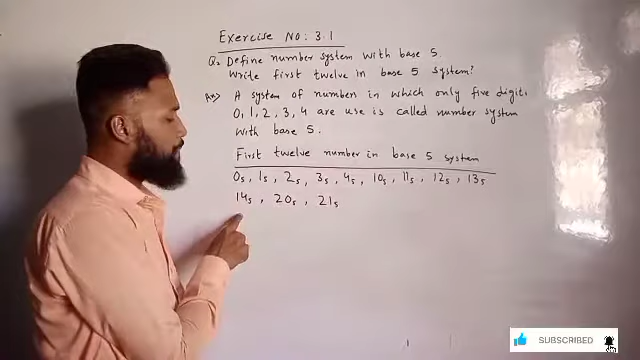 Exercise No: 3.1
Q: Define number system with base 5.
Write first twelve in base 5 system?
Ans) A system of numbers in which only five digits
0, 1, 2, 3, 4 are use is called number system
with base 5.
First twelve number in base 5 system
0₅, 1₅, 2₅, 3₅, 4₅, 10₅, 11₅, 12₅, 13₅
14₅, 20₅, 21₅
SUBSCRIBED